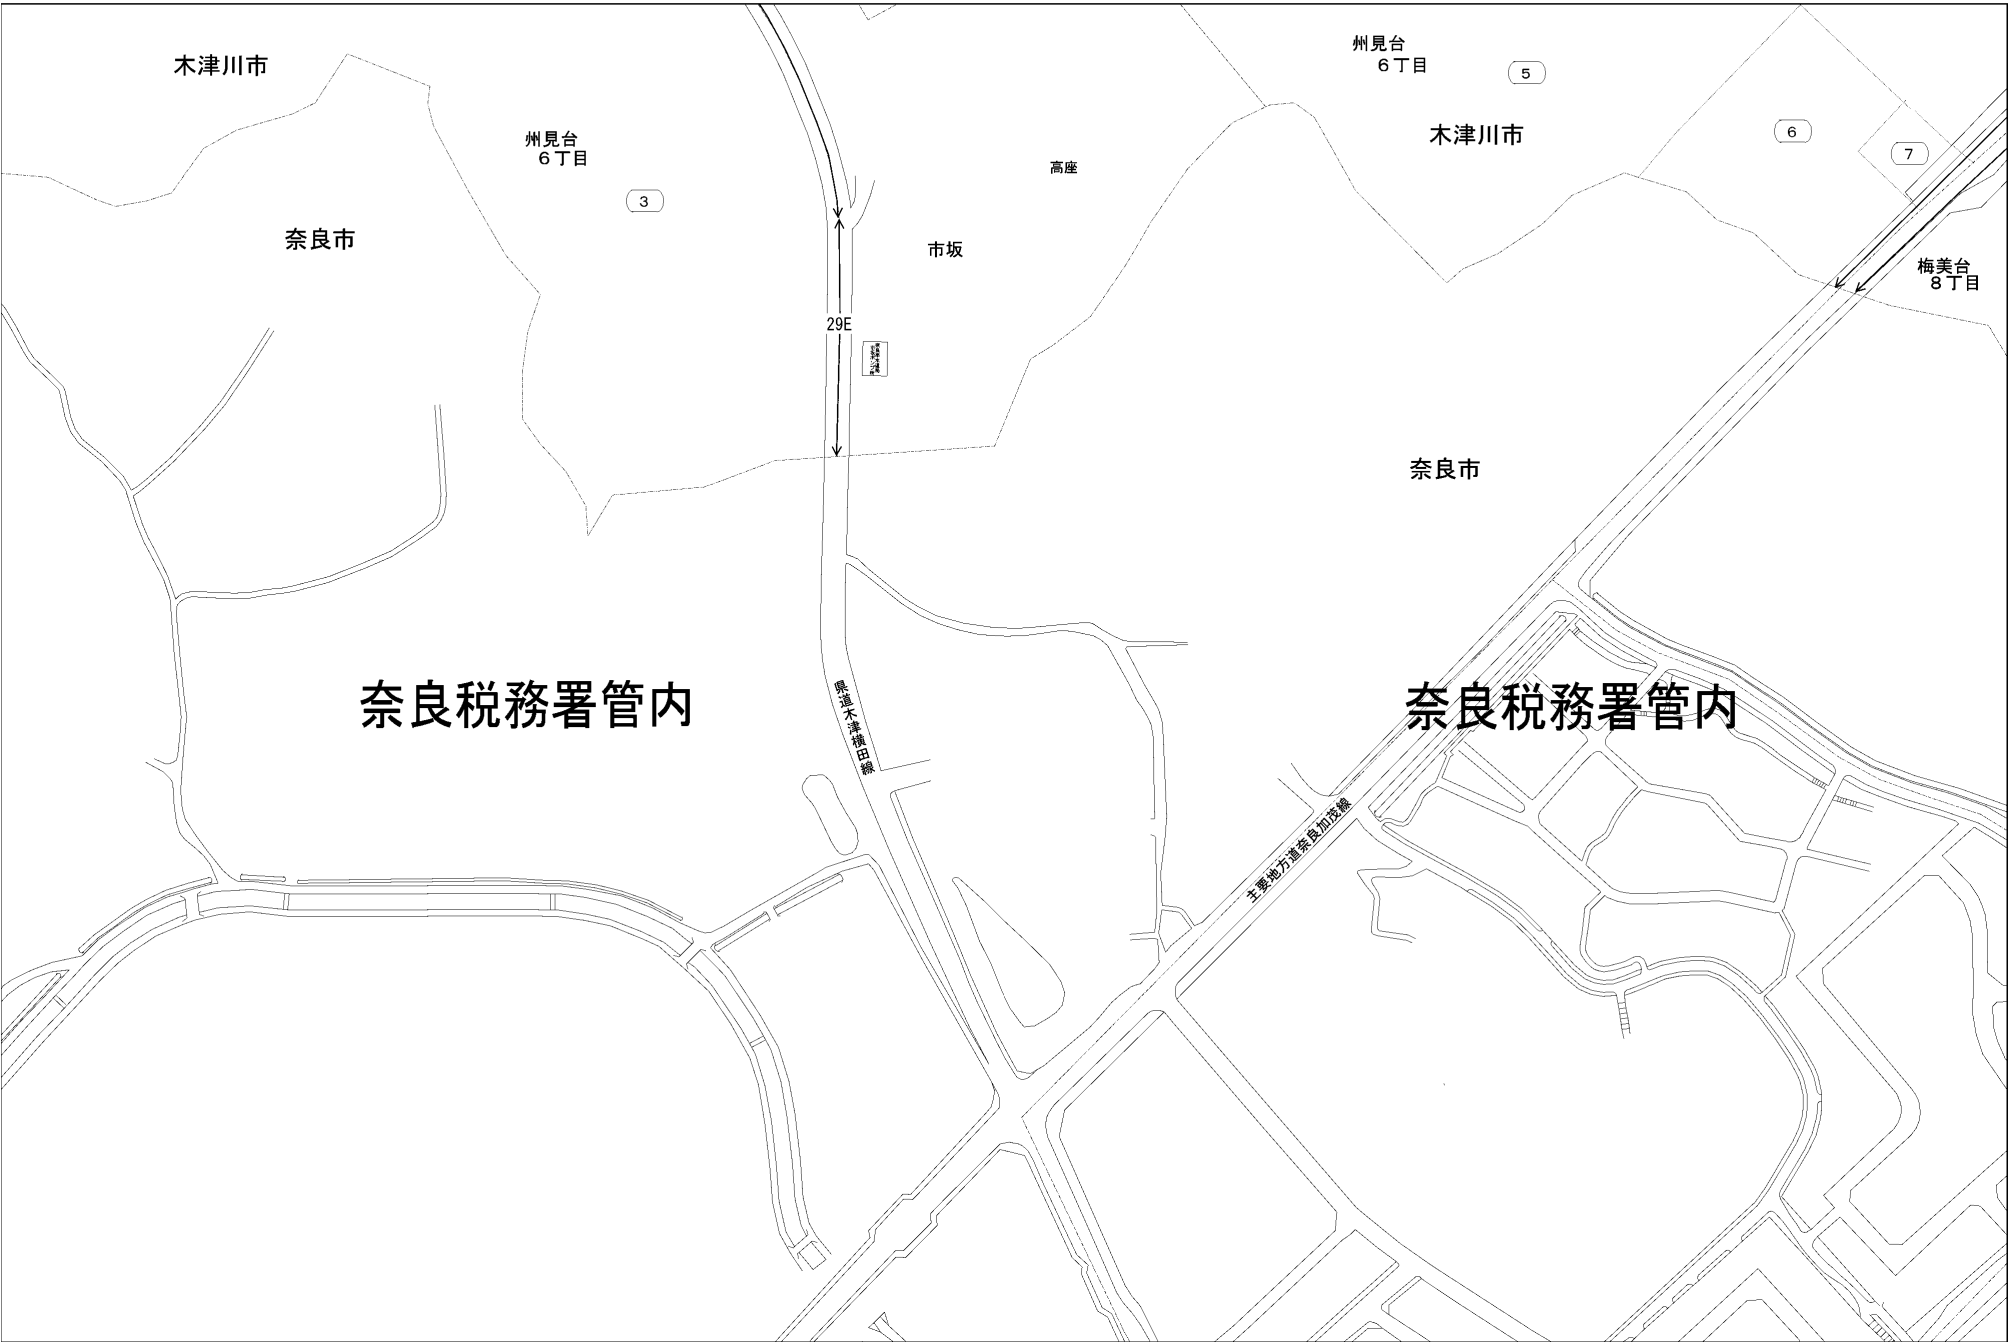 木津川市
州見台
６丁目
5
州見台
６丁目
木津川市
6
7
高座
3
奈良市
市坂
梅美台
８丁目
29E
奈良市
奈良税務署管内
県道木津横田線
奈良税務署管内
主要地方道奈良加茂線